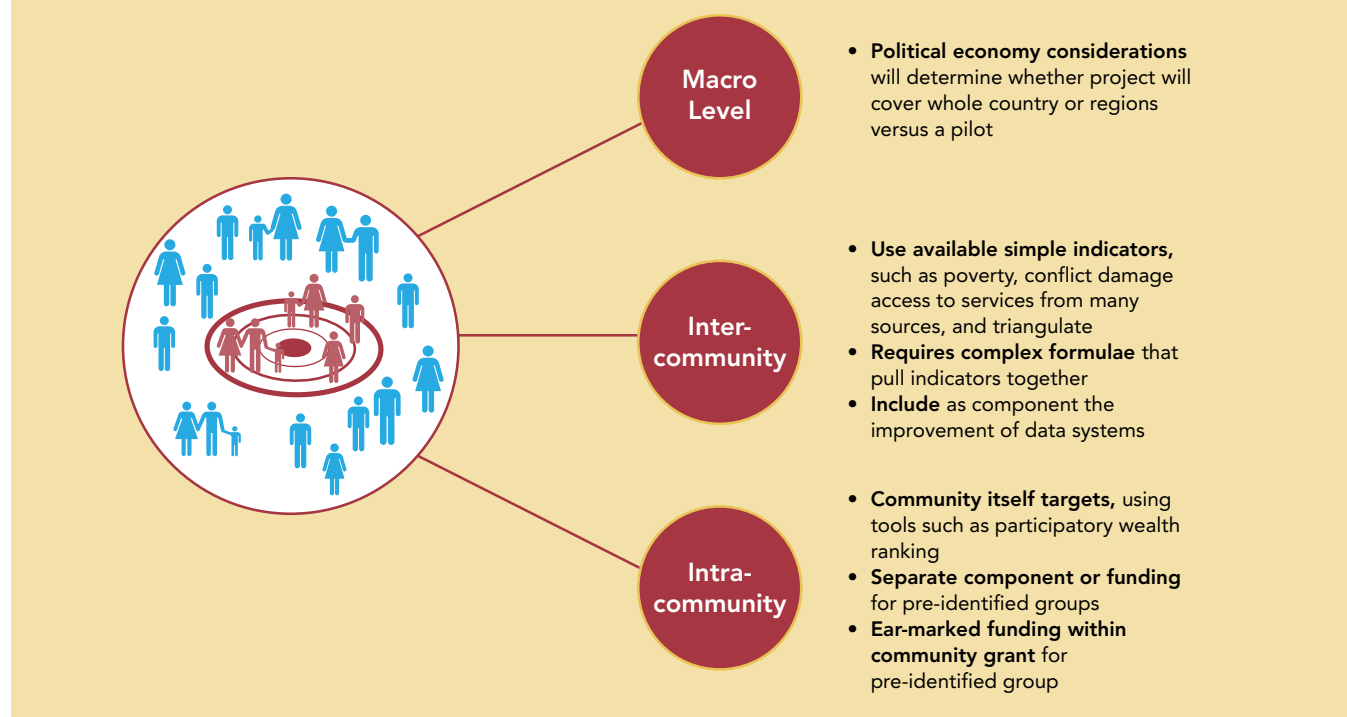 Macro
Level
• Political economy considerations
will determine whether project will
cover whole country or regions
versus a pilot
Inter-
community
• Use available simple indicators,
such as poverty, conflict damage
access to services from many
sources, and triangulate
• Requires complex formulae that
pull indicators together
• Include as component the
improvement of data systems
Intra-
community
• Community itself targets, using
tools such as participatory wealth
ranking
• Separate component or funding
for pre-identified groups
• Ear-marked funding within
community grant for
pre-identified group